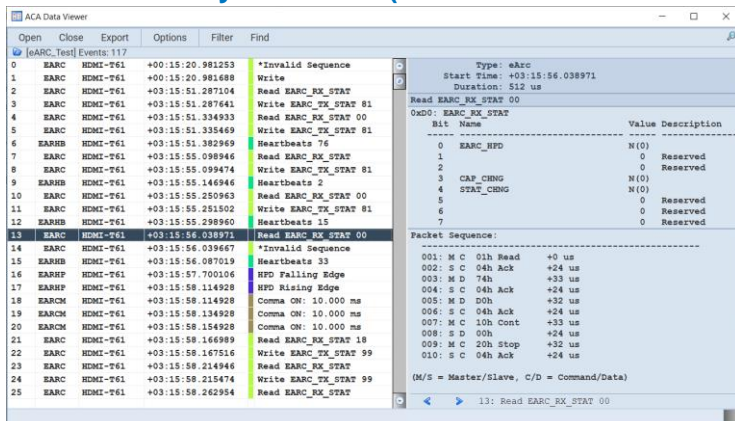 ACA Data Viewer
Open Close Export Options Filter Find
[eARC_Test] Events: 117
0 EARC HDMI-T61 +00:15:20.981253 *Invalid Sequence
1 EARC HDMI-T61 +00:15:20.981688 Write
2 EARC HDMI-T61 +03:15:51.287104 Read EARC_RX_STAT
3 EARC HDMI-T61 +03:15:51.287641 Write EARC_TX_STAT 81
4 EARC HDMI-T61 +03:15:51.334933 Read EARC_RX_STAT 00
5 EARC HDMI-T61 +03:15:51.335469 Write EARC_TX_STAT 81
6 EARHB HDMI-T61 +03:15:51.382969 Heartbeats 76
7 EARC HDMI-T61 +03:15:55.098946 Read EARC_RX_STAT
8 EARC HDMI-T61 +03:15:55.099474 Write EARC_TX_STAT 81
9 EARHB HDMI-T61 +03:15:55.146946 Heartbeats 2
10 EARC HDMI-T61 +03:15:55.250963 Read EARC_RX_STAT 00
11 EARC HDMI-T61 +03:15:55.251502 Write EARC_TX_STAT 81
12 EARHB HDMI-T61 +03:15:55.298960 Heartbeats 15
13 EARC HDMI-T61 +03:15:56.038971 Read EARC_RX_STAT 00
14 EARC HDMI-T61 +03:15:56.039667 *Invalid Sequence
15 EARHB HDMI-T61 +03:15:56.087019 Heartbeats 33
16 EARHP HDMI-T61 +03:15:57.700106 HPD Falling Edge
17 EARHP HDMI-T61 +03:15:58.114928 HPD Rising Edge
18 EARCM HDMI-T61 +03:15:58.114928 Comma ON: 10.000 ms
19 EARCM HDMI-T61 +03:15:58.134928 Comma ON: 10.000 ms
20 EARCM HDMI-T61 +03:15:58.154928 Comma ON: 10.000 ms
21 EARC HDMI-T61 +03:15:58.166989 Read EARC_RX_STAT 18
22 EARC HDMI-T61 +03:15:58.167516 Write EARC_TX_STAT 99
23 EARC HDMI-T61 +03:15:58.214946 Read EARC_RX_STAT
24 EARC HDMI-T61 +03:15:58.215474 Write EARC_TX_STAT 99
25 EARC HDMI-T61 +03:15:58.262954 Read EARC_RX_STAT
Type: eArc
Start Time: +03:15:56.038971
Duration: 512 us
Read EARC_RX_STAT 00
0xD0: EARC_RX_STAT
Bit Name Value Description
0 EARC_HPD N(0)
1 0 Reserved
2 0 Reserved
3 CAP_CHNG N(0)
4 STAT_CHNG N(0)
5 0 Reserved
6 0 Reserved
7 0 Reserved
Packet Sequence:
001: M C 01h Read +0 us
002: S C 04h Ack +24 us
003: M D 74h +33 us
004: S C 04h Ack +24 us
005: M D D0h +32 us
006: S C 04h Ack +24 us
007: M C 10h Cont +33 us
008: S D 00h +24 us
009: M C 20h Stop +32 us
010: S C 04h Ack +24 us
(M/S = Master/Slave, C/D = Command/Data)
13: Read EARC_RX_STAT 00